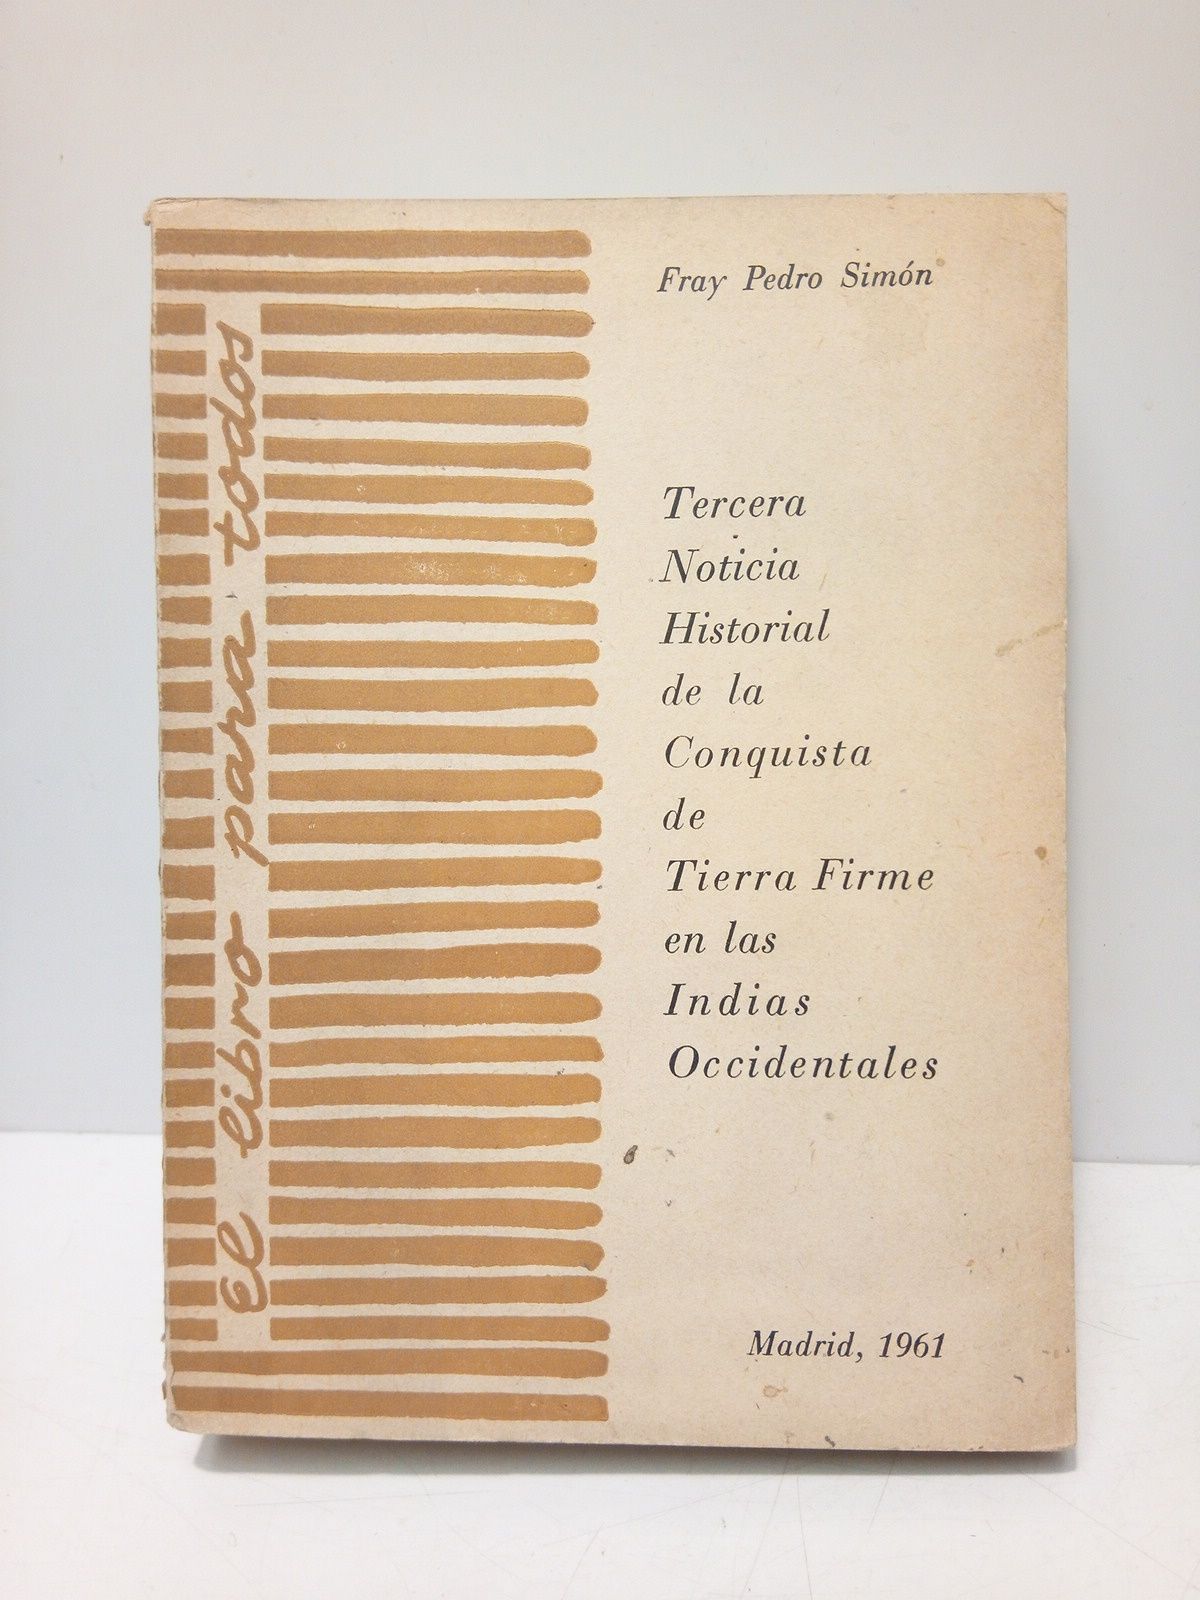 El libro para todos
Fray Pedro Simón
Tercera
Noticia
Historial
de la
Conquista
de
Tierra Firme
en las
Indias
Occidentales
Madrid, 1961